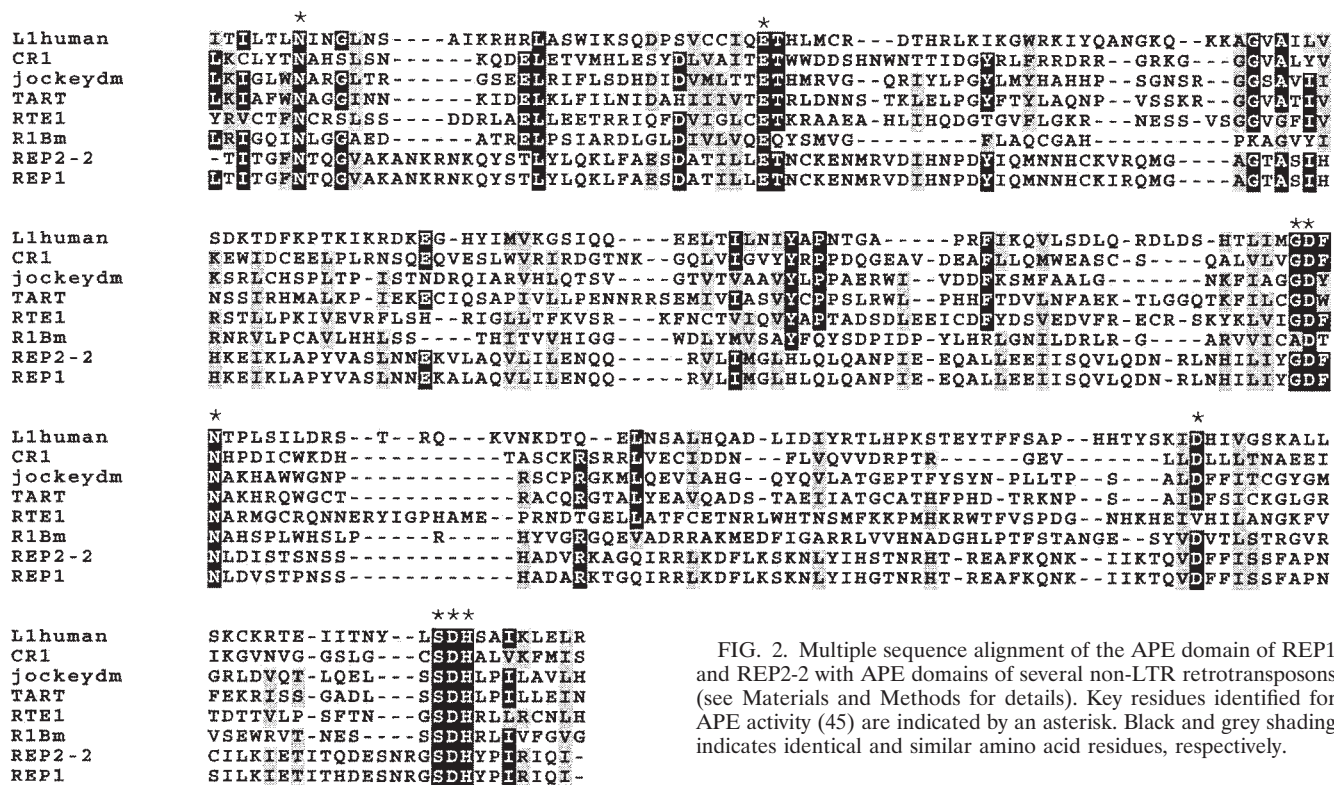 *                                         *
L1human ITILTLNINGLNS----AIKRHRLASWIKSQDPSVCCIQETHLMCR--DTHRLKIKGWRKIYQANGKQ--KKAGVAILV
CR1 LKCLYTNAHSLSN----KQDELETVMHLESYDLVAITETWWDDSHNWNTTIDGYRLFRRDRR--GRKG---GGVALYV
jockeydm LKIGLWNARGLTR----GSEELRIFLSDHDIDVMLTTETHMRVG--QRIYLPGYLMYHAHHP--SGNSR--GGSAVII
TART LKIAFWNAGGINN----KIDELKLFILNIDAHIIIVTETRLDNNS-TKLELPGYFTYLAQNP--VSSKR--GGVATIV
RTE1 YRVCTFNCRSLSS----DDRLAELLEETRRIQFDVIGLCETKRAAEA-HLIHQDGTGVFLGKR--NESS-VSGGVGFIV
R1Bm LRIGQINLGGAED----ATRELPSIARDLGLDIVLVQEQYSMVG---------FLAQCGAH------PKAGVYI
REP2-2 -TITGFNTQGVAKANKRNKQYSTLYLQKLFAESDATILLETNCKENMRVDIHNPDYIQMNNHCKVRQMG----AGTASIH
REP1 LTITGFNTQGVAKANKRNKQYSTLYLQKLFAESDATILLETNCKENMRVDIHNPDYIQMNNHCKIRQMG----AGTASIH
**
L1human SDKTDFKPTKIKRDKEG-HYIMVKGSIQQ----EELTILNIYAPNTGA----PRFIKQVLSDLQ-RDLDS-HTLIMGDF
CR1 KEWIDCEELPLRNSQEQVESLWVRIRDGTNK---GQLVIGVYYRPPDQGEAV-DEAFLLQMWEASC-S---QALVLVGDF
jockeydm KSRLCHSPLTP-ISTNDRQIARVHLQTSV-----GTVTVAAVYLPPAERWI--VDDFKSMFAALG-----NKFIAGGDY
TART NSSIRHMALKP-IEKECIQSAPIVLLPENNRRSEMIVIASVYCPPSLRWL--PHHFTDVLNFAEK-TLGGQTKFILCGDW
RTE1 RSTLLPKIVEVRFLSH--RIGLLTFKVSR---KFNCTVIQVYAPTADSDLEEICDFYDSVEDVFR-ECR-SKYKLVIGDF
R1Bm RNRVLPCAVLHHLSS----THITVVHIGG----WDLYMVSAYFQYSDPIDP-YLHRLGNILDRLR-G----ARVVICADT
REP2-2 HKEIKLAPYVASLNNEKVLAQVLILENQQ-----RVLIMGLHLQLQANPIE-EQALLEEIISQVLQDN-RLNHILIYGDF
REP1 HKEIKLAPYVASLNNEKALAQVLILENQQ-----RVLIMGLHLQLQANPIE-EQALLEEIISQVLQDN-RLNHILIYGDF
*                                         *
L1human NTPLSILDRS--T--RQ---KVNKDTQ--ELNSALHQAD-LIDIYRTLHPKSTEYTFFSAP--HHTYSKIDHIVGSKALL
CR1 NHPDICWKDH---------TASCKRSRRLVECIDDN---FLVQVVDRPTR-----GEV------LLDLLLTNAEEI
jockeydm NAKHAWWGNP----------RSCPRGKMLQEVIAHG--QYQVLATGEPTFYSYN-PLLTP--S---ALDFFITCGYGM
TART NAKHRQWGCT----------RACQRGTALYEAVQADS-TAEIIATGCATHFPHD-TRKNP--S---AIDFSICKGLGR
RTE1 NARMGCRQNNERYIGPHAME--PRNDTGELLATFCETNRLWHTNSMFKKPMHKRWTFVSPDG--NHKHEIVHILANGKFV
R1Bm NAHSPLWHSLP----R----HYVGRGQEVADRRAKMEDFIGARRLVVHNADGHLPTFSTANGE--SYVDVTLSTRGVR
REP2-2 NLDISTSNSS-----------HADVRKAGQIRRLKDFLKSKNLYIHSTNRHT-REAFKQNK---IIKTQVDFFISSFAPN
REP1 NLDVSTPNSS-----------HADARKTGQIRRLKDFLKSKNLYIHGTNRHT-REAFKQNK---IIKTQVDFFISSFAPN
***
L1human SKCKRTE-IITNY--LSDHSAIKLELR
CR1 IKGVNVG-GSLG---CSDHALVKFMIS
jockeydm GRLDVQT-LQEL---SSDHLPILAVLH
TART FEKRISS-GADL---SSDHLPILLEIN
RTE1 TDTTVLP-SFTN---GSDHRLLRCNLH
R1Bm VSEWRVT-NES----SSDHRLIVFGVG
REP2-2 CILKIETITQDESNRGSDHYPIRIQI-
REP1 SILKIETITHDESNRGSDHYPIRIQI-
FIG. 2. Multiple sequence alignment of the APE domain of REP1
and REP2-2 with APE domains of several non-LTR retrotransposons
(see Materials and Methods for details). Key residues identified for
APE activity (45) are indicated by an asterisk. Black and grey shading
indicates identical and similar amino acid residues, respectively.